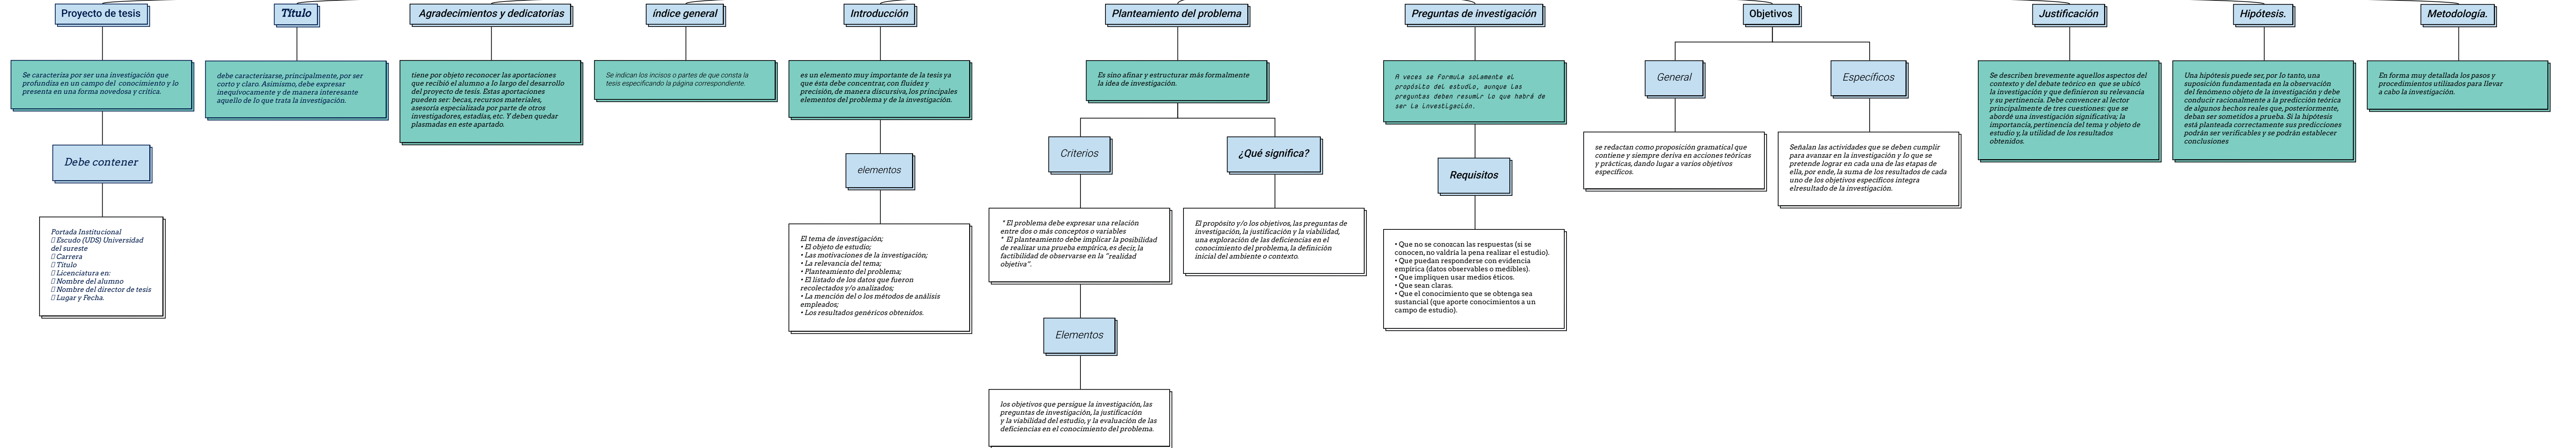 Proyecto de tesis
Se caracteriza por ser una investigación que
profundiza en un campo del conocimiento y lo
presenta en una forma novedosa y crítica.
Debe contener
Portada Institucional
Escudo (UDS) Universidad
del sureste
Carrera
Título
Licenciatura en:
Nombre del alumno
Nombre del director de tesis
Lugar y Fecha.
Título
debe caracterizarse, principalmente, por ser
corto y claro. Asimismo, debe expresar
inequívocamente y de manera interesante
aquello de lo que trata la investigación.
Agradecimientos y dedicatorias
tiene por objeto reconocer las aportaciones
que recibió el alumno a lo largo del desarrollo
del proyecto de tesis. Estas aportaciones
pueden ser: becas, recursos materiales,
asesoría especializada por parte de otros
investigadores, estadías, etc. Y deben quedar
plasmadas en este apartado.
índice general
Se indican los incisos o partes de que consta la
tesis especificando la página correspondiente.
Introducción
es un elemento muy importante de la tesis ya
que ésta debe concentrar, con fluidez y
precisión, de manera discursiva, los principales
elementos del problema y de la investigación.
elementos
El tema de investigación;
• El objeto de estudio;
• Las motivaciones de la investigación;
• La relevancia del tema;
• Planteamiento del problema;
• El listado de los datos que fueron
recolectados y/o analizados;
• La mención del o los métodos de análisis
empleados;
• Los resultados genéricos obtenidos.
Planteamiento del problema
Es sino afinar y estructurar más formalmente
la idea de investigación.
Criterios
* El problema debe expresar una relación
entre dos o más conceptos o variables
* El planteamiento debe implicar la posibilidad
de realizar una prueba empírica, es decir, la
factibilidad de observarse en la “realidad
objetiva”.
Elementos
los objetivos que persigue la investigación, las
preguntas de investigación, la justificación
y la viabilidad del estudio, y la evaluación de las
deficiencias en el conocimiento del problema.
¿Qué significa?
El propósito y/o los objetivos, las preguntas de
investigación, la justificación y la viabilidad,
una exploración de las deficiencias en el
conocimiento del problema, la definición
inicial del ambiente o contexto.
Preguntas de investigación
A veces se formula solamente el
propósito del estudio, aunque las
preguntas deben resumir lo que habrá de
ser la investigación.
Requisitos
• Que no se conozcan las respuestas (si se
conocen, no valdría la pena realizar el estudio).
• Que puedan responderse con evidencia
empírica (datos observables o medibles).
• Que impliquen usar medios éticos.
• Que sean claras.
• Que el conocimiento que se obtenga sea
sustancial (que aporte conocimientos a un
campo de estudio).
Objetivos
General
se redactan como proposición gramatical que
contiene y siempre deriva en acciones teóricas
y prácticas, dando lugar a varios objetivos
específicos.
Específicos
Señalan las actividades que se deben cumplir
para avanzar en la investigación y lo que se
pretende lograr en cada una de las etapas de
ella, por ende, la suma de los resultados de cada
uno de los objetivos específicos integra
elresultado de la investigación.
Justificación
Se describen brevemente aquellos aspectos del
contexto y del debate teórico en que se ubicó
la investigación y que definieron su relevancia
y su pertinencia. Debe convencer al lector
principalmente de tres cuestiones: que se
abordó una investigación significativa; la
importancia, pertinencia del tema y objeto de
estudio y, la utilidad de los resultados
obtenidos.
Hipótesis.
Una hipótesis puede ser, por lo tanto, una
suposición fundamentada en la observación
del fenómeno objeto de la investigación y debe
conducir racionalmente a la predicción teórica
de algunos hechos reales que, posteriormente,
deban ser sometidos a prueba. Si la hipótesis
está planteada correctamente sus predicciones
podrán ser verificables y se podrán establecer
conclusiones
Metodología.
En forma muy detallada los pasos y
procedimientos utilizados para llevar
a cabo la investigación.